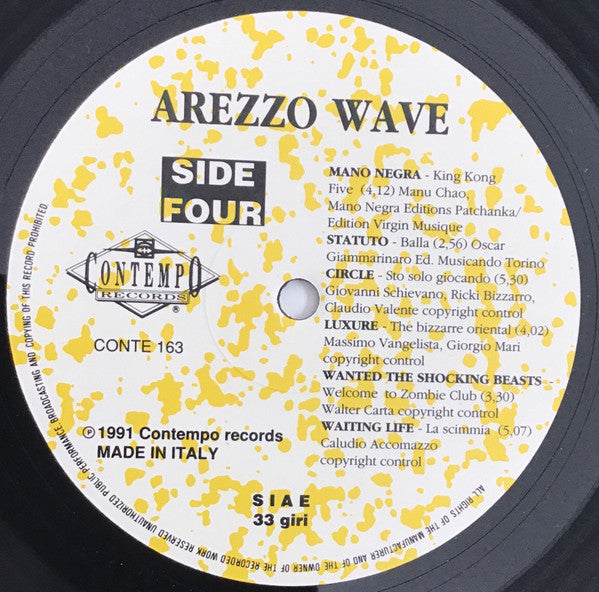 AREZZO WAVE
SIDE
FOUR
CONTEMPO
RECORDS
®
CONTE 163
℗ 1991 Contempo records
MADE IN ITALY
MANO NEGRA - King Kong
Five (4,12) Manu Chao,
Mano Negra Editions Patchanka/
Edition Virgin Musique
STATUTO - Balla (2,56) Oscar
Giammarinaro Ed. Musicando Torino
CIRCLE - Sto solo giocando (5,30)
Giovanni Schievano, Ricki Bizzarro,
Claudio Valente copyright control
LUXURE - The bizzarre oriental (4,02)
Massimo Vangelista, Giorgio Mari
copyright control
WANTED THE SHOCKING BEASTS -
Welcome to Zombie Club (3,30)
Walter Carta copyright control
WAITING LIFE - La scimmia (5,07)
Caludio Accomazzo
copyright control
S I A E
33 giri
ALL RIGHTS OF THE MANUFACTURER AND OF THE OWNER OF THE RECORDED WORK RESERVED UNAUTHORIZED PUBLIC PERFORMANCE BROADCASTING AND COPYING OF THIS RECORD PROHIBITED